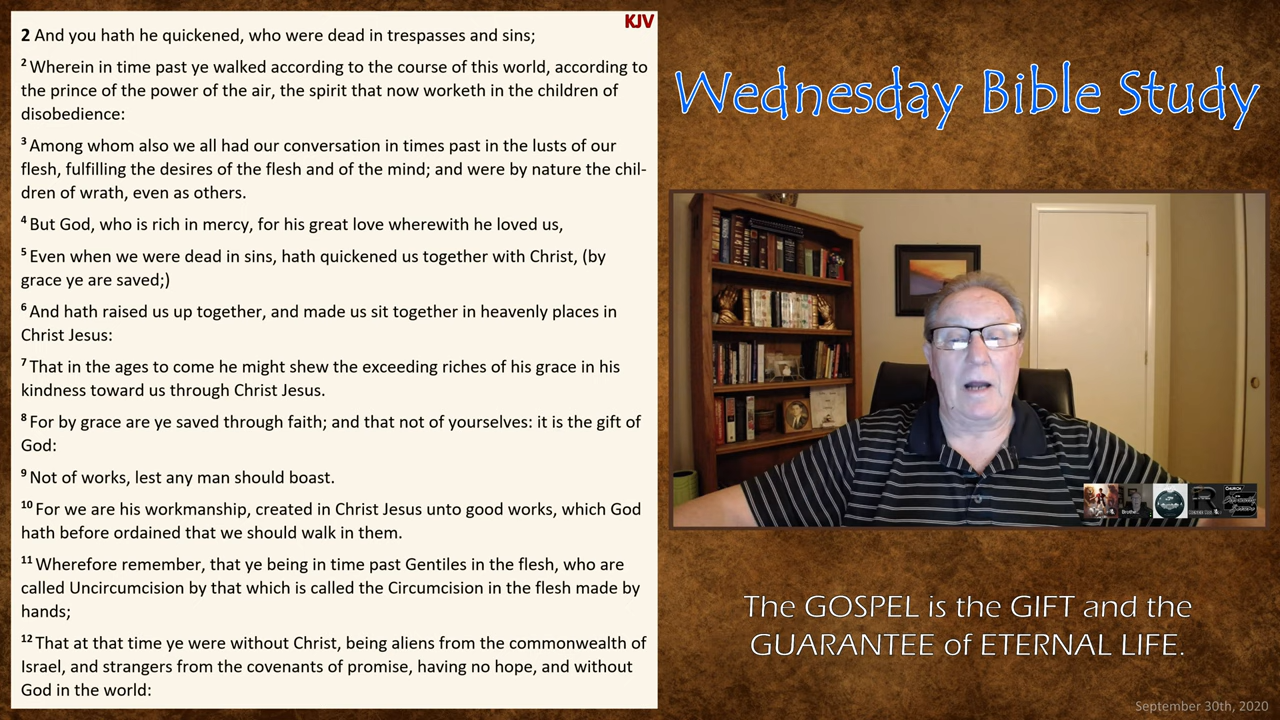 KJV
2 And you hath he quickened, who were dead in trespasses and sins;
2 Wherein in time past ye walked according to the course of this world, according to
the prince of the power of the air, the spirit that now worketh in the children of
disobedience:
3 Among whom also we all had our conversation in times past in the lusts of our
flesh, fulfilling the desires of the flesh and of the mind; and were by nature the chil-
dren of wrath, even as others.
4 But God, who is rich in mercy, for his great love wherewith he loved us,
5 Even when we were dead in sins, hath quickened us together with Christ, (by
grace ye are saved;)
6 And hath raised us up together, and made us sit together in heavenly places in
Christ Jesus:
7 That in the ages to come he might shew the exceeding riches of his grace in his
kindness toward us through Christ Jesus.
8 For by grace are ye saved through faith; and that not of yourselves: it is the gift of
God:
9 Not of works, lest any man should boast.
10 For we are his workmanship, created in Christ Jesus unto good works, which God
hath before ordained that we should walk in them.
11 Wherefore remember, that ye being in time past Gentiles in the flesh, who are
called Uncircumcision by that which is called the Circumcision in the flesh made by
hands;
12 That at that time ye were without Christ, being aliens from the commonwealth of
Israel, and strangers from the covenants of promise, having no hope, and without
God in the world:
Wednesday Bible Study
Brothe...
CHURCH
The GOSPEL is the GIFT and the
GUARANTEE of ETERNAL LIFE.
September 30th, 2020